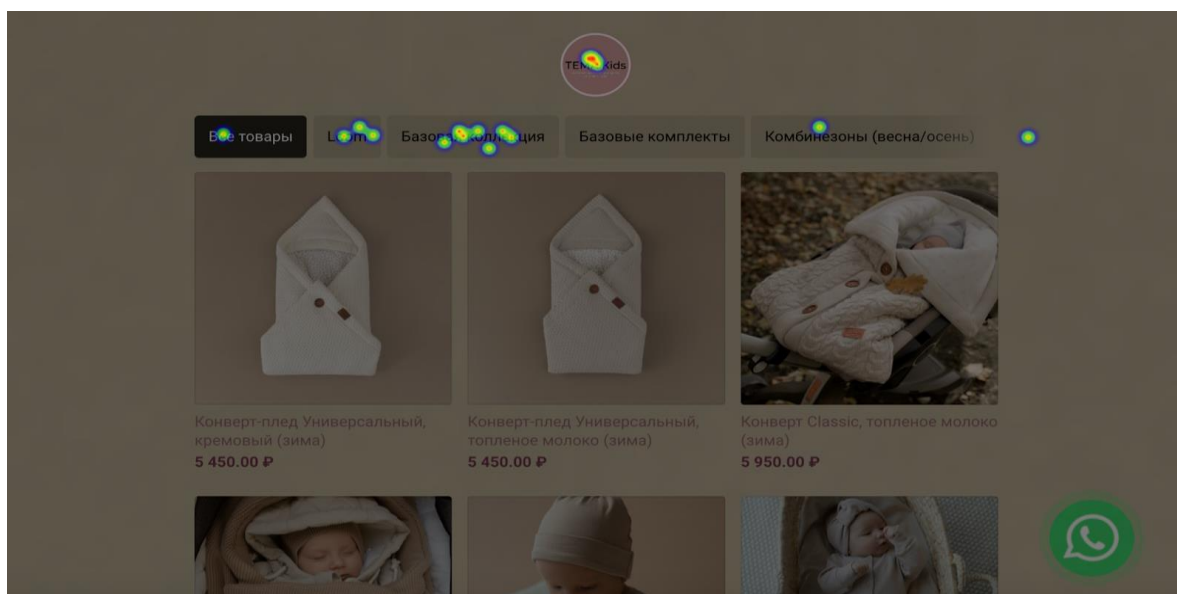 Все товары
Базовые комплекты
Комбинезоны (весна/осень)
Конверт-плед Универсальный,
кремовый (зима)
5 450.00 ₽
Конверт-плед Универсальный,
топленое молоко (зима)
5 450.00 ₽
Конверт Classic, топленое молоко
(зима)
5 950.00 ₽